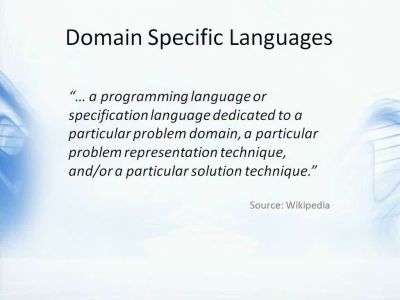 Domain Specific Languages
“… a programming language or
specification language dedicated to a
particular problem domain, a particular
problem representation technique,
and/or a particular solution technique.”
Source: Wikipedia